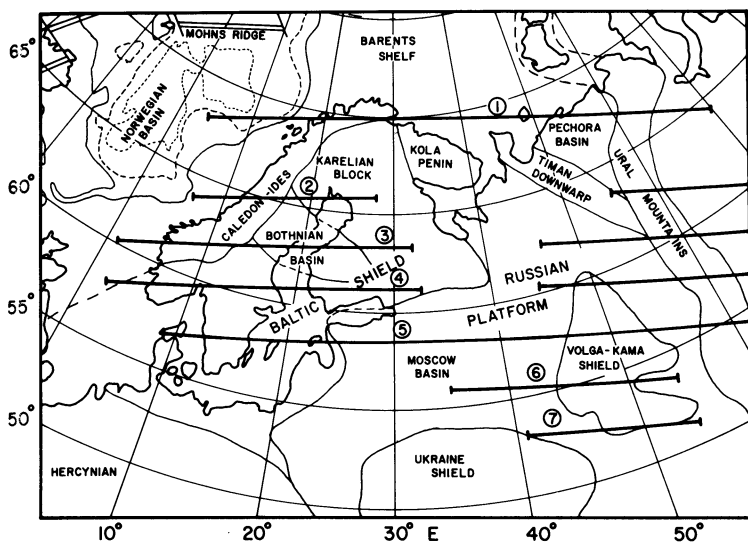 65°
MOHNS RIDGE
BARENTS
SHELF
NORWEGIAN
BASIN
①
PECHORA
BASIN
60°
KARELIAN
BLOCK
KOLA
PENIN
TIMAN
DOWNWARP
URAL
MOUNTAINS
②
CALEDONIDES
③
BOTHNIAN
BASIN
55°
④
BALTIC SHIELD
RUSSIAN
PLATFORM
⑤
MOSCOW
BASIN
VOLGA-KAMA
SHIELD
⑥
50°
⑦
HERCYNIAN
UKRAINE
SHIELD
10° 20° 30° E 40° 50°